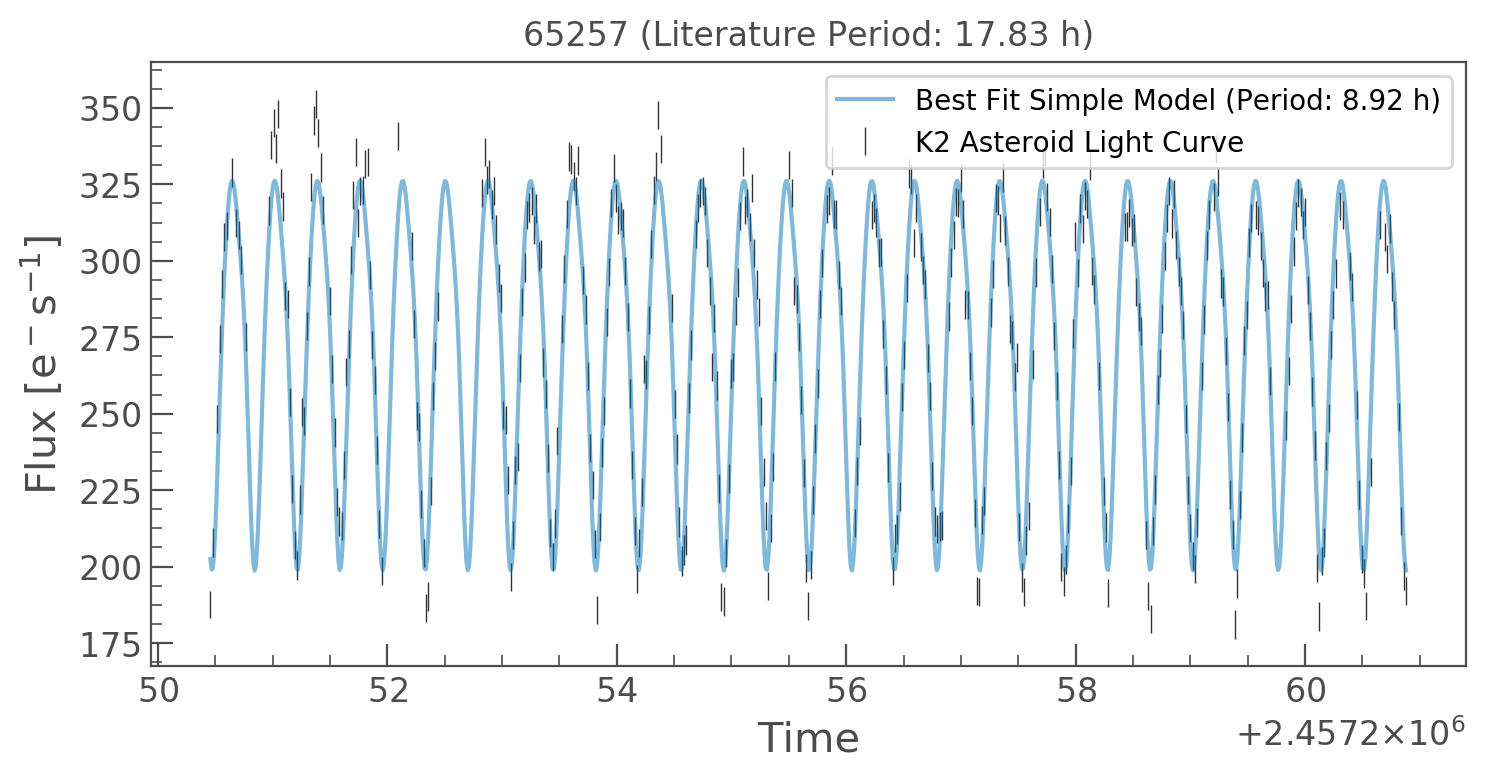 65257 (Literature Period: 17.83 h)
Best Fit Simple Model (Period: 8.92 h)
K2 Asteroid Light Curve
Flux [e⁻ s⁻¹]
350
325
300
275
250
225
200
175
50 52 54 56 58 60
Time
+2.4572×10⁶